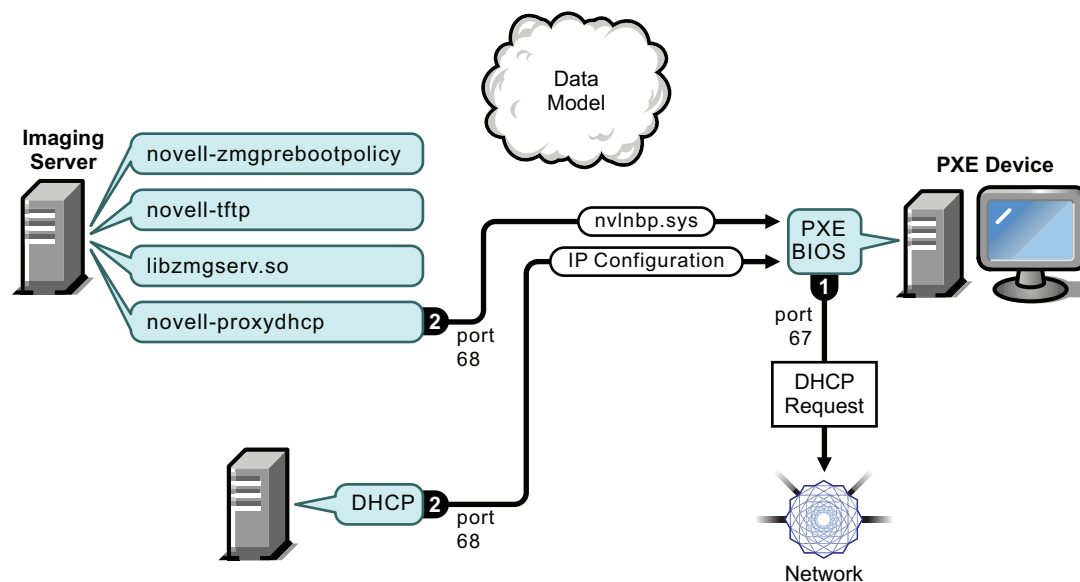 Data
Model
Imaging
Server
novell-zmgprebootpolicy
novell-tftp
libzmgserv.so
novell-proxydhcp
2
port
68
nvlnbp.sys
IP Configuration
PXE
BIOS
1
port
67
PXE Device
DHCP
Request
Network
DHCP
2
port
68